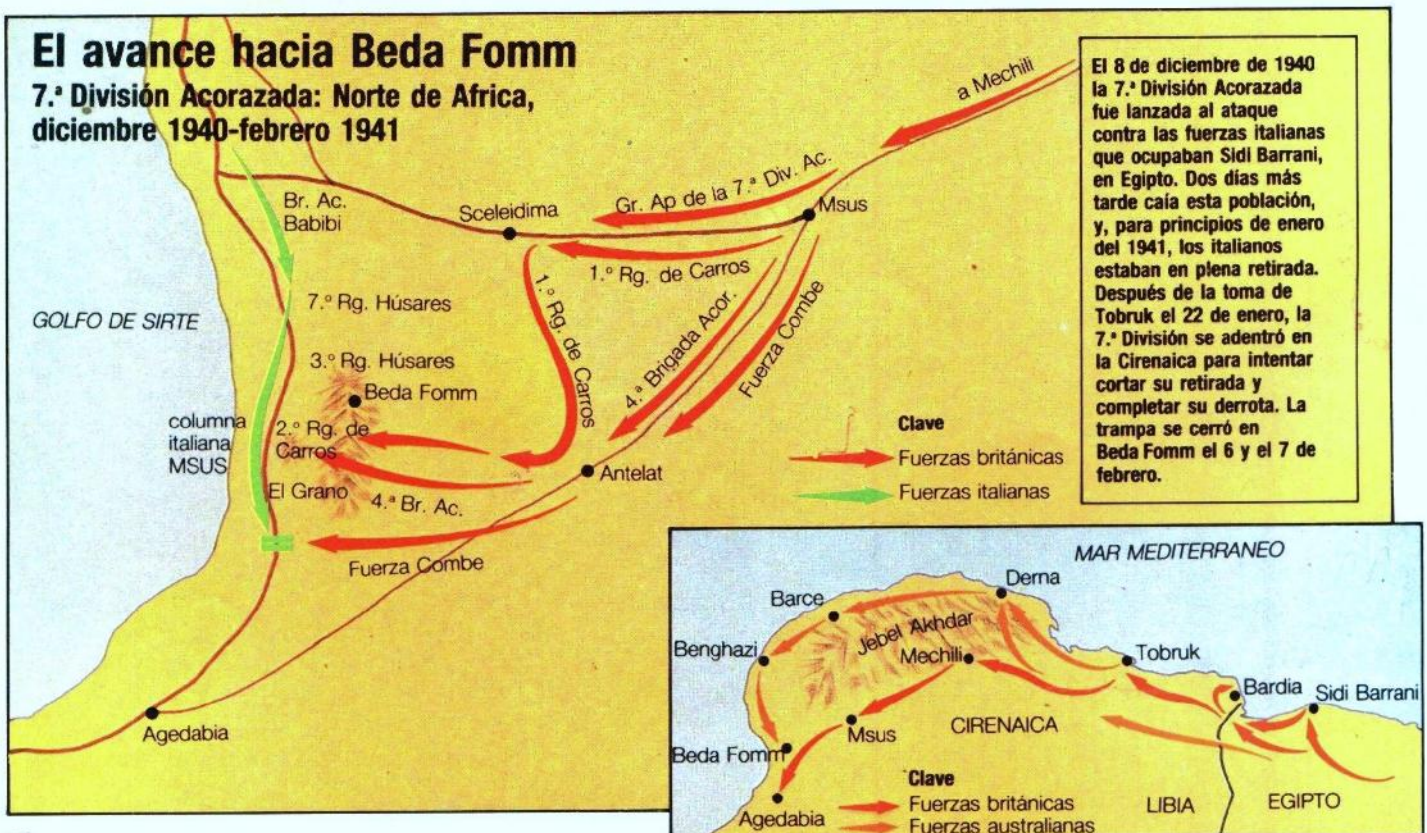 El avance hacia Beda Fomm
7.ª División Acorazada: Norte de Africa,
diciembre 1940-febrero 1941
a Mechili
El 8 de diciembre de 1940
la 7.ª División Acorazada
fue lanzada al ataque
contra las fuerzas italianas
que ocupaban Sidi Barrani,
en Egipto. Dos días más
tarde caía esta población,
y, para principios de enero
del 1941, los italianos
estaban en plena retirada.
Después de la toma de
Tobruk el 22 de enero, la
7.ª División se adentró en
la Cirenaica para intentar
cortar su retirada y
completar su derrota. La
trampa se cerró en
Beda Fomm el 6 y el 7 de
febrero.
Br. Ac.
Babibi
Sceleidima
Gr. Ap de la 7.ª Div. Ac.
Msus
1.º Rg. de Carros
1.º Rg. de Carros
4.ª Brigada Acor.
Fuerza Combe
GOLFO DE SIRTE
7.º Rg. Húsares
3.º Rg. Húsares
Beda Fomm
columna
italiana
MSUS
2.º Rg. de
Carros
El Grano
4.ª Br. Ac.
Antelat
Fuerza Combe
Agedabia
Clave
Fuerzas británicas
Fuerzas italianas
MAR MEDITERRANEO
Derna
Barce
Jebel Akhdar
Benghazi
Mechili
Tobruk
Bardia
Sidi Barrani
CIRENAICA
Msus
Beda Fomm
Agedabia
LIBIA
EGIPTO
Clave
Fuerzas británicas
Fuerzas australianas